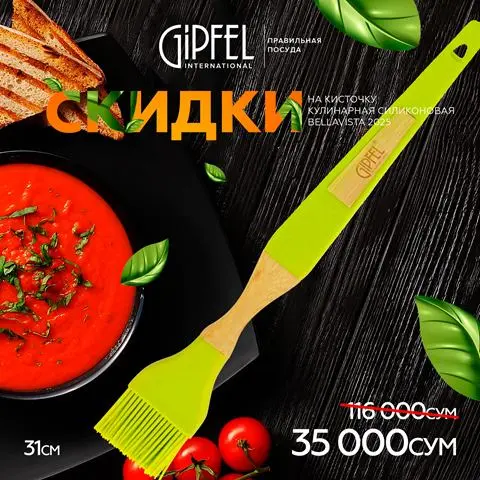 GiPFEL
INTERNATIONAL
ПРАВИЛЬНАЯ
ПОСУДА
СКИДКИ
НА КИСТОЧКУ
КУЛИНАРНАЯ СИЛИКОНОВАЯ
BELLAVISTA 2025
GiPFEL
116 000СУМ
35 000СУМ
31СМ